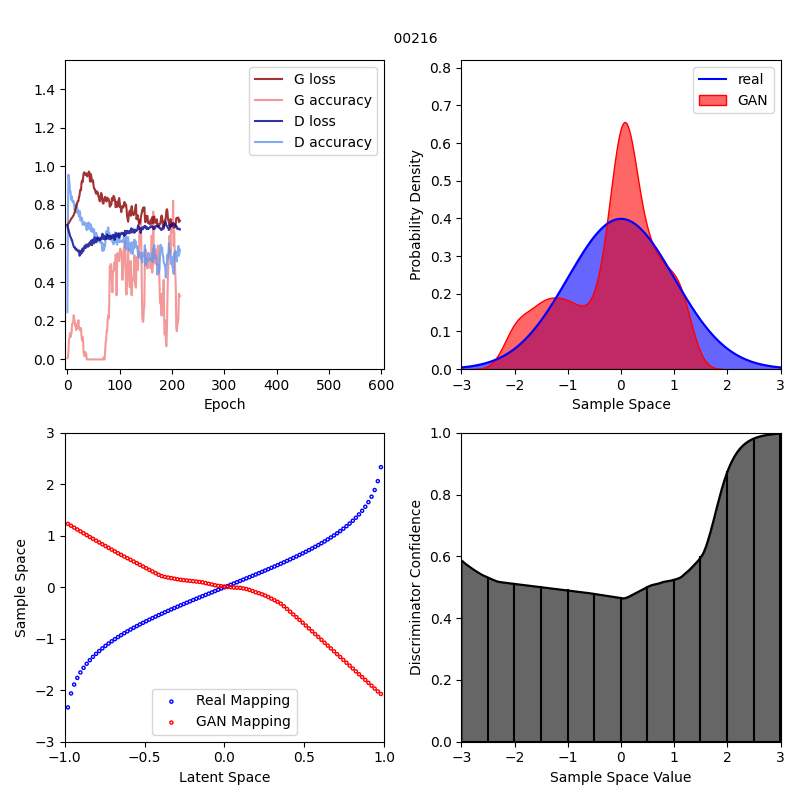 00216
G loss
G accuracy
D loss
D accuracy
1.4
1.2
1.0
0.8
0.6
0.4
0.2
0.0
0 100 200 300 400 500 600
Epoch
real
GAN
Probability Density
0.8
0.7
0.6
0.5
0.4
0.3
0.2
0.1
0.0
−3 −2 −1 0 1 2 3
Sample Space
Sample Space
3
2
1
0
−1
−2
−3
Real Mapping
GAN Mapping
−1.0 −0.5 0.0 0.5 1.0
Latent Space
Discriminator Confidence
1.0
0.8
0.6
0.4
0.2
0.0
−3 −2 −1 0 1 2 3
Sample Space Value